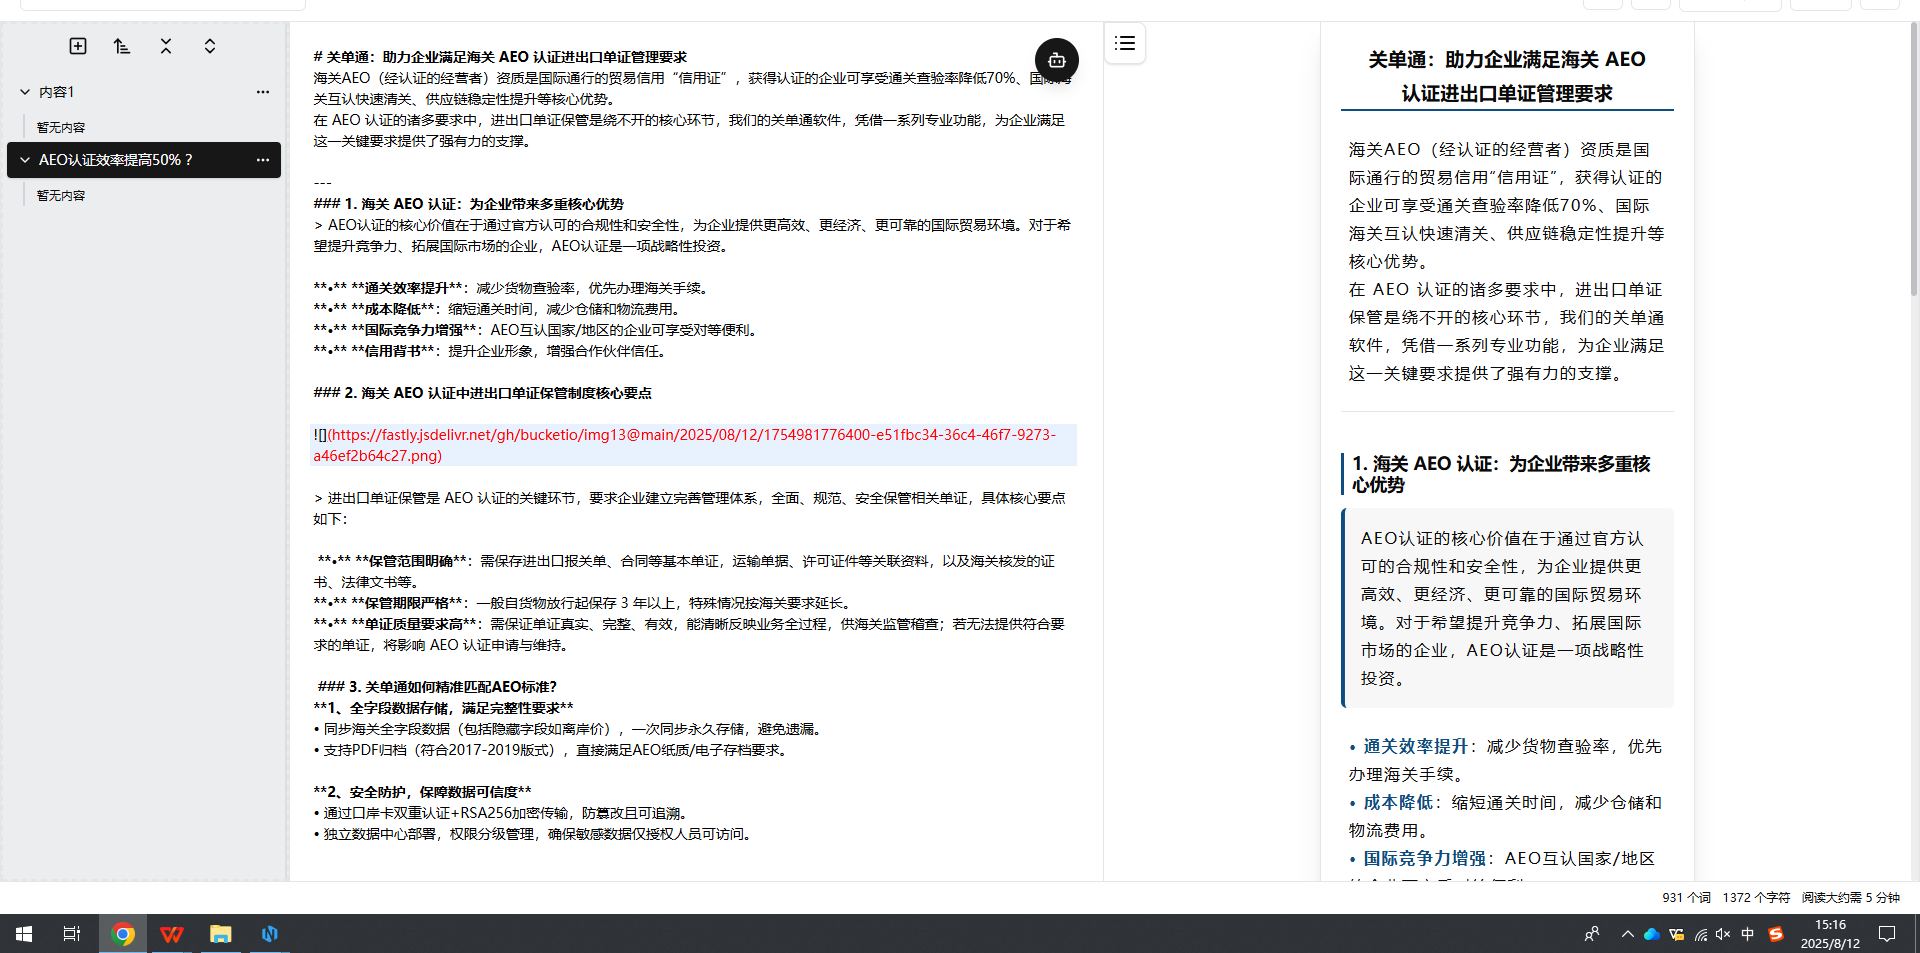 内容1
暂无内容
AEO认证效率提高50%？
暂无内容
# 关单通：助力企业满足海关 AEO 认证进出口单证管理要求
海关AEO（经认证的经营者）资质是国际通行的贸易信用“信用证”，获得认证的企业可享受通关查验率降低70%、国际海
关互认快速清关、供应链稳定性提升等核心优势。
在 AEO 认证的诸多要求中，进出口单证保管是绕不开的核心环节，我们的关单通软件，凭借一系列专业功能，为企业满足
这一关键要求提供了强有力的支撑。
---
### 1. 海关 AEO 认证：为企业带来多重核心优势
> AEO认证的核心价值在于通过官方认可的合规性和安全性，为企业提供更高效、更经济、更可靠的国际贸易环境。对于希
望提升竞争力、拓展国际市场的企业，AEO认证是一项战略性投资。
**•** **通关效率提升**：减少货物查验率，优先办理海关手续。
**•** **成本降低**：缩短通关时间，减少仓储和物流费用。
**•** **国际竞争力增强**：AEO互认国家/地区的企业可享受对等便利。
**•** **信用背书**：提升企业形象，增强合作伙伴信任。
### 2. 海关 AEO 认证中进出口单证保管制度核心要点
![](https://fastly.jsdelivr.net/gh/bucketio/img13@main/2025/08/12/1754981776400-e51fbc34-36c4-46f7-9273-
a46ef2b64c27.png)
> 进出口单证保管是 AEO 认证的关键环节，要求企业建立完善管理体系，全面、规范、安全保管相关单证，具体核心要点
如下：
**•** **保管范围明确**：需保存进出口报关单、合同等基本单证，运输单据、许可证件等关联资料，以及海关核发的证
书、法律文书等。
**•** **保管期限严格**：一般自货物放行起保存 3 年以上，特殊情况按海关要求延长。
**•** **单证质量要求高**：需保证单证真实、完整、有效，能清晰反映业务全过程，供海关监管稽查；若无法提供符合要
求的单证，将影响 AEO 认证申请与维持。
### 3. 关单通如何精准匹配AEO标准？
**1、全字段数据存储，满足完整性要求**
• 同步海关全字段数据（包括隐藏字段如离岸价），一次同步永久存储，避免遗漏。
• 支持PDF归档（符合2017-2019版式），直接满足AEO纸质/电子存档要求。
**2、安全防护，保障数据可信度**
• 通过口岸卡双重认证+RSA256加密传输，防篡改且可追溯。
• 独立数据中心部署，权限分级管理，确保敏感数据仅授权人员可访问。
关单通：助力企业满足海关 AEO
认证进出口单证管理要求
海关AEO（经认证的经营者）资质是国
际通行的贸易信用“信用证”，获得认证的
企业可享受通关查验率降低70%、国际
海关互认快速清关、供应链稳定性提升等
核心优势。
在 AEO 认证的诸多要求中，进出口单证
保管是绕不开的核心环节，我们的关单通
软件，凭借一系列专业功能，为企业满足
这一关键要求提供了强有力的支撑。
1. 海关 AEO 认证：为企业带来多重核
心优势
AEO认证的核心价值在于通过官方认
可的合规性和安全性，为企业提供更
高效、更经济、更可靠的国际贸易环
境。对于希望提升竞争力、拓展国际
市场的企业，AEO认证是一项战略性
投资。
• 通关效率提升：减少货物查验率，优先
办理海关手续。
• 成本降低：缩短通关时间，减少仓储和
物流费用。
• 国际竞争力增强：AEO互认国家/地区
931 个词 1372 个字符 阅读大约需 5 分钟
中
15:16
2025/8/12